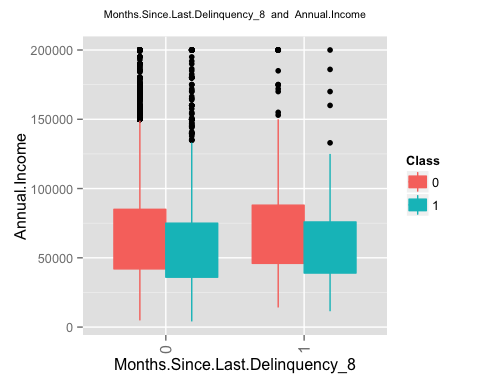 Months.Since.Last.Delinquency_8 and Annual.Income
200000
150000
100000
50000
0
Annual.Income
Class
0
1
0
1
Months.Since.Last.Delinquency_8